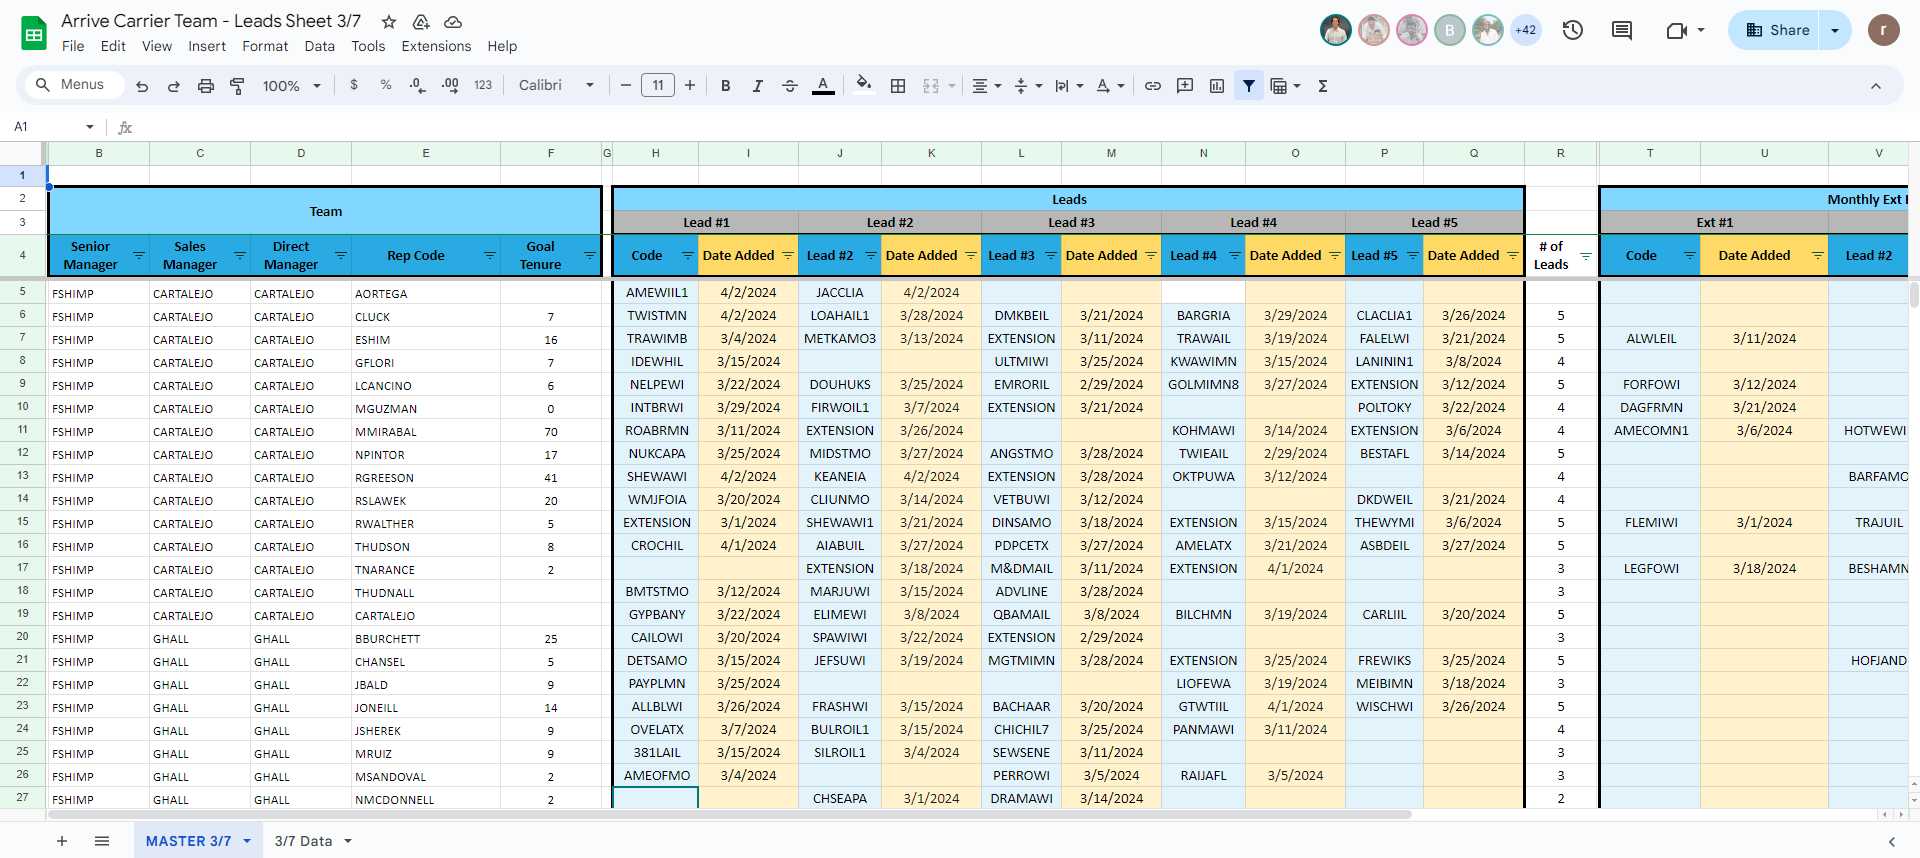 Arrive Carrier Team - Leads Sheet 3/7
File Edit View Insert Format Data Tools Extensions Help
B +42 Share r
Menus 100% $ % .0 .00 123 Calibri 11 B I A
A1 fx
B C D E F G H I J K L M N O P Q R T U V
1
2 Team Leads Monthly Ext
3 Lead #1 Lead #2 Lead #3 Lead #4 Lead #5 Ext #1
4 Senior Manager Sales Manager Direct Manager Rep Code Goal Tenure Code Date Added Lead #2 Date Added Lead #3 Date Added Lead #4 Date Added Lead #5 Date Added # of Leads Code Date Added Lead #2
5 FSHIMP CARTALEJO CARTALEJO AORTEGA AMEWIIL1 4/2/2024 JACCLIA 4/2/2024
6 FSHIMP CARTALEJO CARTALEJO CLUCK 7 TWISTMN 4/2/2024 LOAHAIL1 3/28/2024 DMKBEIL 3/21/2024 BARGRIA 3/29/2024 CLACLIA1 3/26/2024 5
7 FSHIMP CARTALEJO CARTALEJO ESHIM 16 TRAWIMB 3/4/2024 METKAMO3 3/13/2024 EXTENSION 3/11/2024 TRAWAIL 3/19/2024 FALELWI 3/21/2024 5 ALWLEIL 3/11/2024
8 FSHIMP CARTALEJO CARTALEJO GFLORI 7 IDEWHIL 3/15/2024 ULTMIWI 3/25/2024 KWAWIMN 3/15/2024 LANININ1 3/8/2024 4
9 FSHIMP CARTALEJO CARTALEJO LCANCINO 6 NELPEWI 3/22/2024 DOUHUKS 3/25/2024 EMRORIL 2/29/2024 GOLMIMN8 3/27/2024 EXTENSION 3/12/2024 5 FORFOWI 3/12/2024
10 FSHIMP CARTALEJO CARTALEJO MGUZMAN 0 INTBRWI 3/29/2024 FIRWOIL1 3/7/2024 EXTENSION 3/21/2024 POLTOKY 3/22/2024 4 DAGFRMN 3/21/2024
11 FSHIMP CARTALEJO CARTALEJO MMIRABAL 70 ROABRMN 3/11/2024 EXTENSION 3/26/2024 KOHMAWI 3/14/2024 EXTENSION 3/6/2024 4 AMECOMN1 3/6/2024 HOTWEWI
12 FSHIMP CARTALEJO CARTALEJO NPINTOR 17 NUKCAPA 3/25/2024 MIDSTMO 3/27/2024 ANGSTMO 3/28/2024 TWIEAIL 2/29/2024 BESTAFL 3/14/2024 5
13 FSHIMP CARTALEJO CARTALEJO RGREESON 41 SHEWAWI 4/2/2024 KEANEIA 4/2/2024 EXTENSION 3/28/2024 OKTPUWA 3/12/2024 4 BARFAMO
14 FSHIMP CARTALEJO CARTALEJO RSLAWEK 20 WMJFOIA 3/20/2024 CLIUNMO 3/14/2024 VETBUWI 3/12/2024 DKDWEIL 3/21/2024 4
15 FSHIMP CARTALEJO CARTALEJO RWALTHER 5 EXTENSION 3/1/2024 SHEWAWI1 3/21/2024 DINSAMO 3/18/2024 EXTENSION 3/15/2024 THEWYMI 3/6/2024 5 FLEMIWI 3/1/2024 TRAJUIL
16 FSHIMP CARTALEJO CARTALEJO THUDSON 8 CROCHIL 4/1/2024 AIABUIL 3/27/2024 PDPCETX 3/27/2024 AMELATX 3/21/2024 ASBDEIL 3/27/2024 5
17 FSHIMP CARTALEJO CARTALEJO TNARANCE 2 EXTENSION 3/18/2024 M&DMAIL 3/11/2024 EXTENSION 4/1/2024 3 LEGFOWI 3/18/2024 BESHAMN
18 FSHIMP CARTALEJO CARTALEJO THUDNALL BMTSTMO 3/12/2024 MARJUWI 3/15/2024 ADVLINE 3/28/2024 3
19 FSHIMP CARTALEJO CARTALEJO CARTALEJO GYPBANY 3/22/2024 ELIMEWI 3/8/2024 QBAMAIL 3/8/2024 BILCHMN 3/19/2024 CARLIIL 3/20/2024 5
20 FSHIMP GHALL GHALL BBURCHETT 25 CAILOWI 3/20/2024 SPAWIWI 3/22/2024 EXTENSION 2/29/2024 3
21 FSHIMP GHALL GHALL CHANSEL 5 DETSAMO 3/15/2024 JEFSUWI 3/19/2024 MGTMIMN 3/28/2024 EXTENSION 3/25/2024 FREWIKS 3/25/2024 5 HOFJAND
22 FSHIMP GHALL GHALL JBALD 9 PAYPLMN 3/25/2024 LIOFEWA 3/19/2024 MEIBIMN 3/18/2024 3
23 FSHIMP GHALL GHALL JONEILL 14 ALLBLWI 3/26/2024 FRASHWI 3/15/2024 BACHAAR 3/20/2024 GTWTIIL 4/1/2024 WISCHWI 3/26/2024 5
24 FSHIMP GHALL GHALL JSHEREK 9 OVELATX 3/7/2024 BULROIL1 3/15/2024 CHICHIL7 3/25/2024 PANMAWI 3/11/2024 4
25 FSHIMP GHALL GHALL MRUIZ 9 381LAIL 3/15/2024 SILROIL1 3/4/2024 SEWSENE 3/11/2024 3
26 FSHIMP GHALL GHALL MSANDOVAL 2 AMEOFMO 3/4/2024 PERROWI 3/5/2024 RAIJAFL 3/5/2024 3
27 FSHIMP GHALL GHALL NMCDONNELL 2 CHSEAPA 3/1/2024 DRAMAWI 3/14/2024 2
MASTER 3/7 3/7 Data